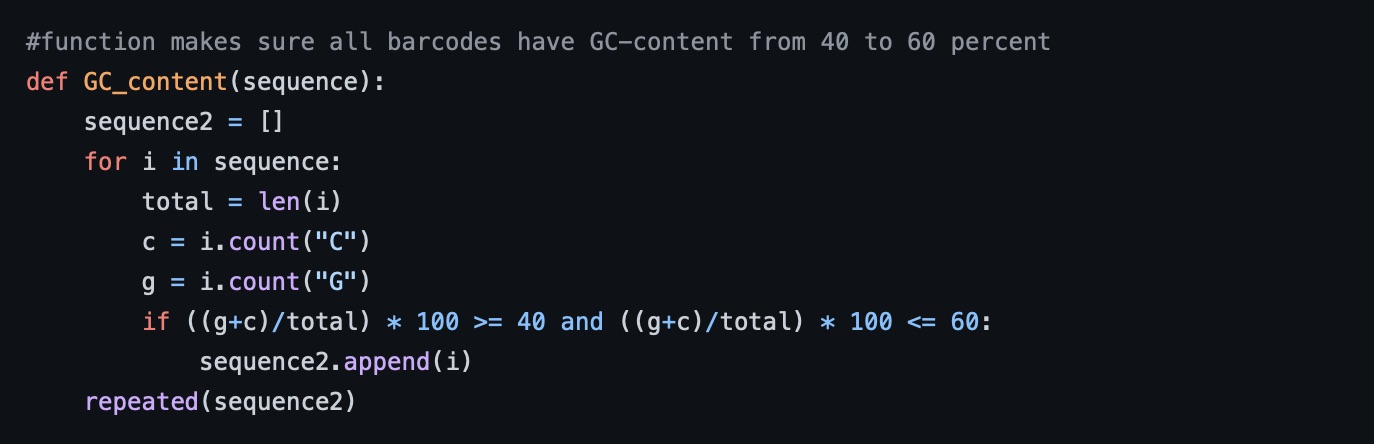 #function makes sure all barcodes have GC-content from 40 to 60 percent
def GC_content(sequence):
    sequence2 = []
    for i in sequence:
        total = len(i)
        c = i.count("C")
        g = i.count("G")
        if ((g+c)/total) * 100 >= 40 and ((g+c)/total) * 100 <= 60:
            sequence2.append(i)
    repeated(sequence2)